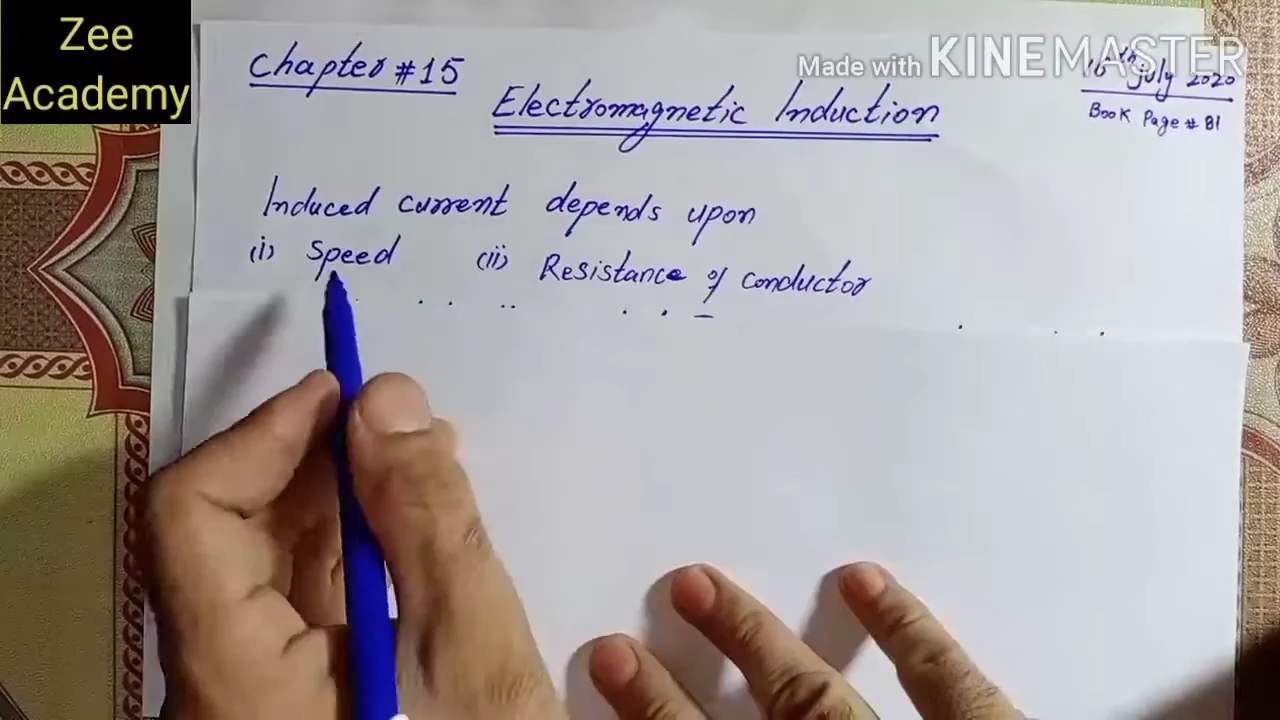 Zee
Academy
Made with KINEMASTER
Chapter # 15
16th july 2020
Book Page # 81
Electromagnetic Induction
Induced current depends upon
(i) Speed (ii) Resistance of conductor